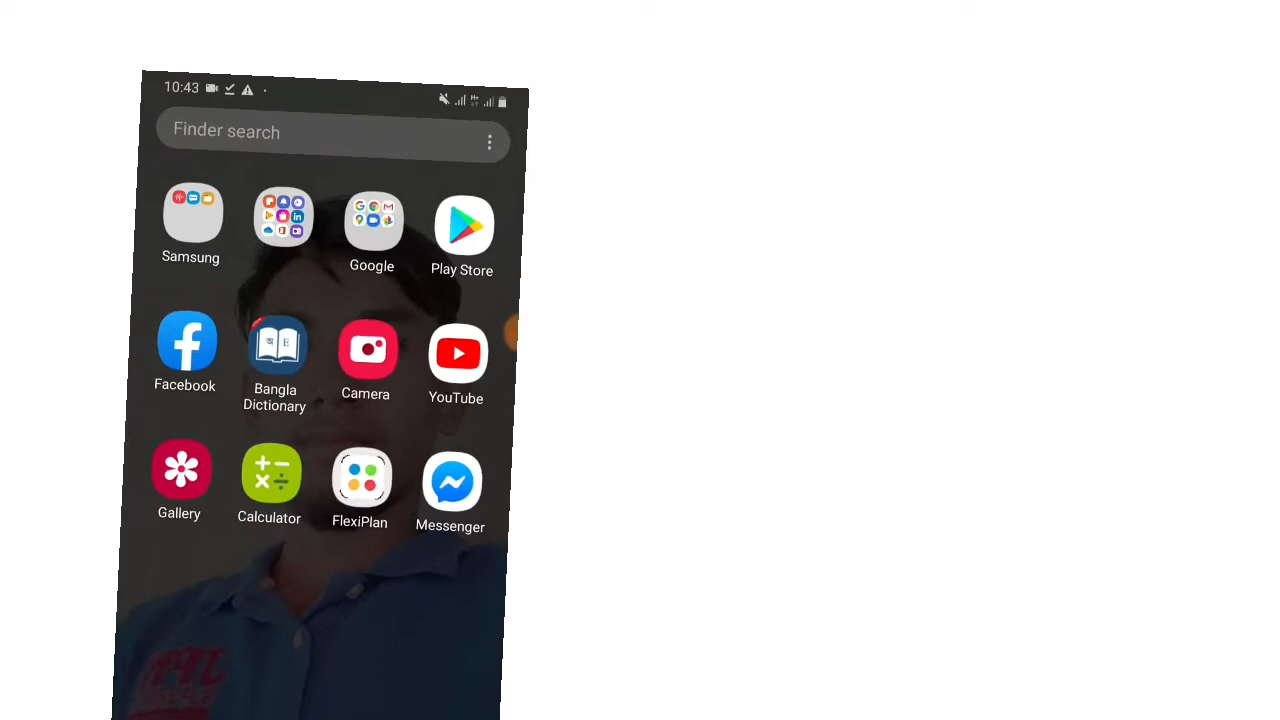 10:43
Finder search
Samsung
Google
Play Store
Facebook
Bangla
Dictionary
Camera
YouTube
Gallery
Calculator
FlexiPlan
Messenger